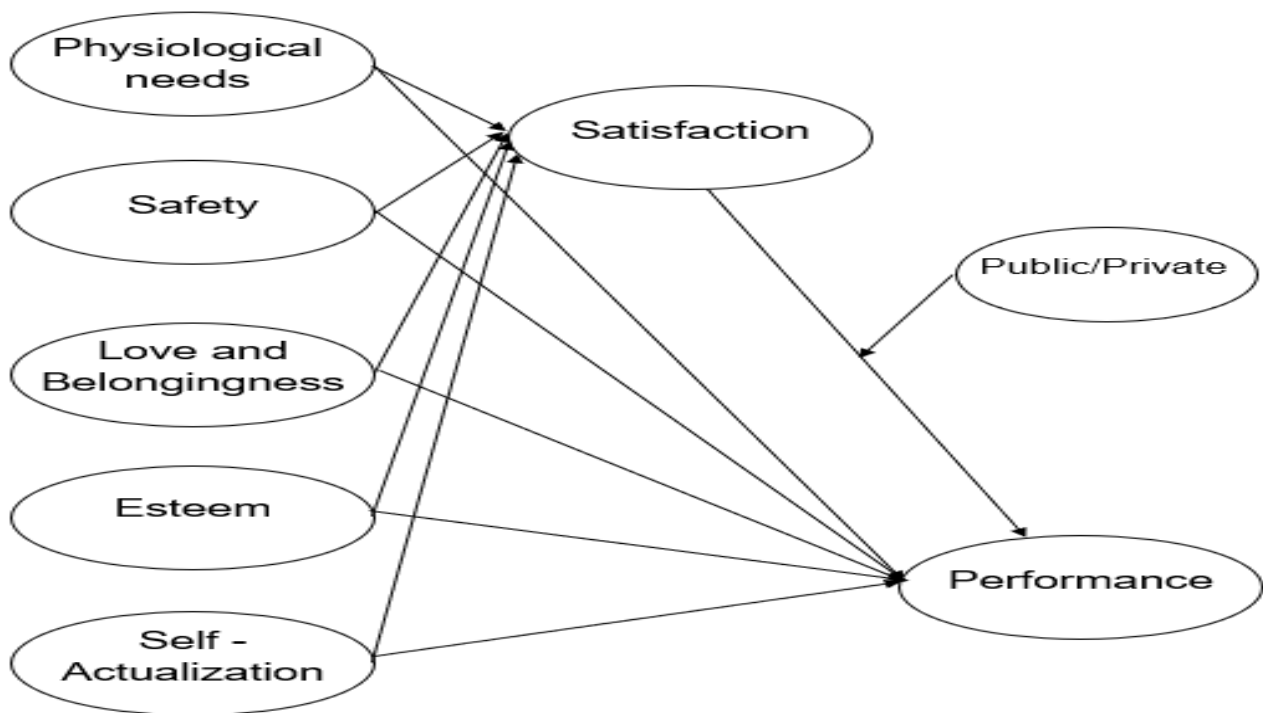 Physiological
needs
Satisfaction
Safety
Public/Private
Love and
Belongingness
Esteem
Performance
Self -
Actualization